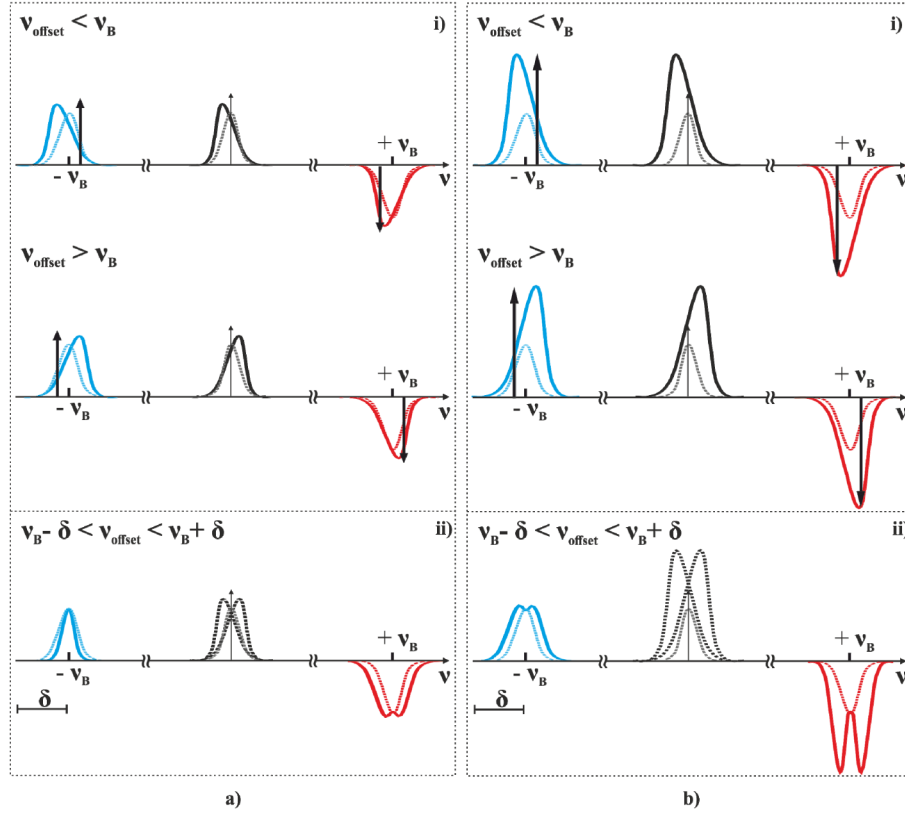 ν_offset < ν_B
i)
+ ν_B
- ν_B
ν
ν_offset > ν_B
+ ν_B
- ν_B
ν
ν_B - δ < ν_offset < ν_B + δ
ii)
+ ν_B
- ν_B
ν
δ
a)
ν_offset < ν_B
i)
+ ν_B
- ν_B
ν
ν_offset > ν_B
+ ν_B
- ν_B
ν
ν_B - δ < ν_offset < ν_B + δ
ii)
+ ν_B
- ν_B
ν
δ
b)